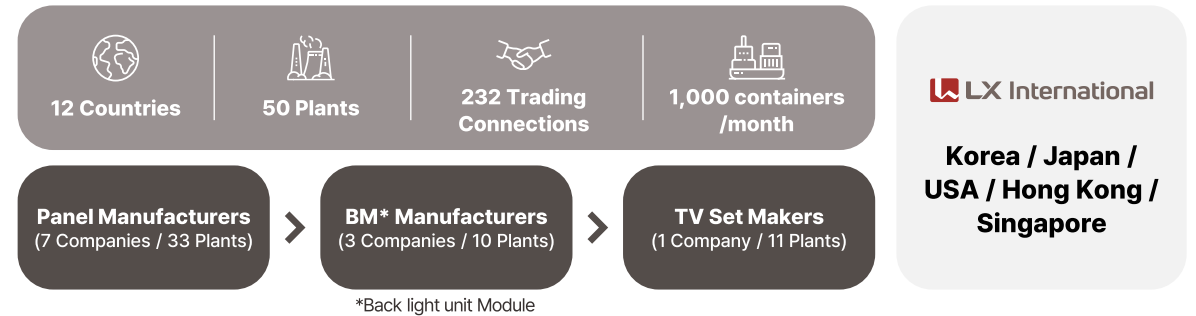 12 Countries
50 Plants
232 Trading
Connections
1,000 containers
/month
LX International
Korea / Japan /
USA / Hong Kong /
Singapore
Panel Manufacturers
(7 Companies / 33 Plants)
BM* Manufacturers
(3 Companies / 10 Plants)
TV Set Makers
(1 Company / 11 Plants)
*Back light unit Module